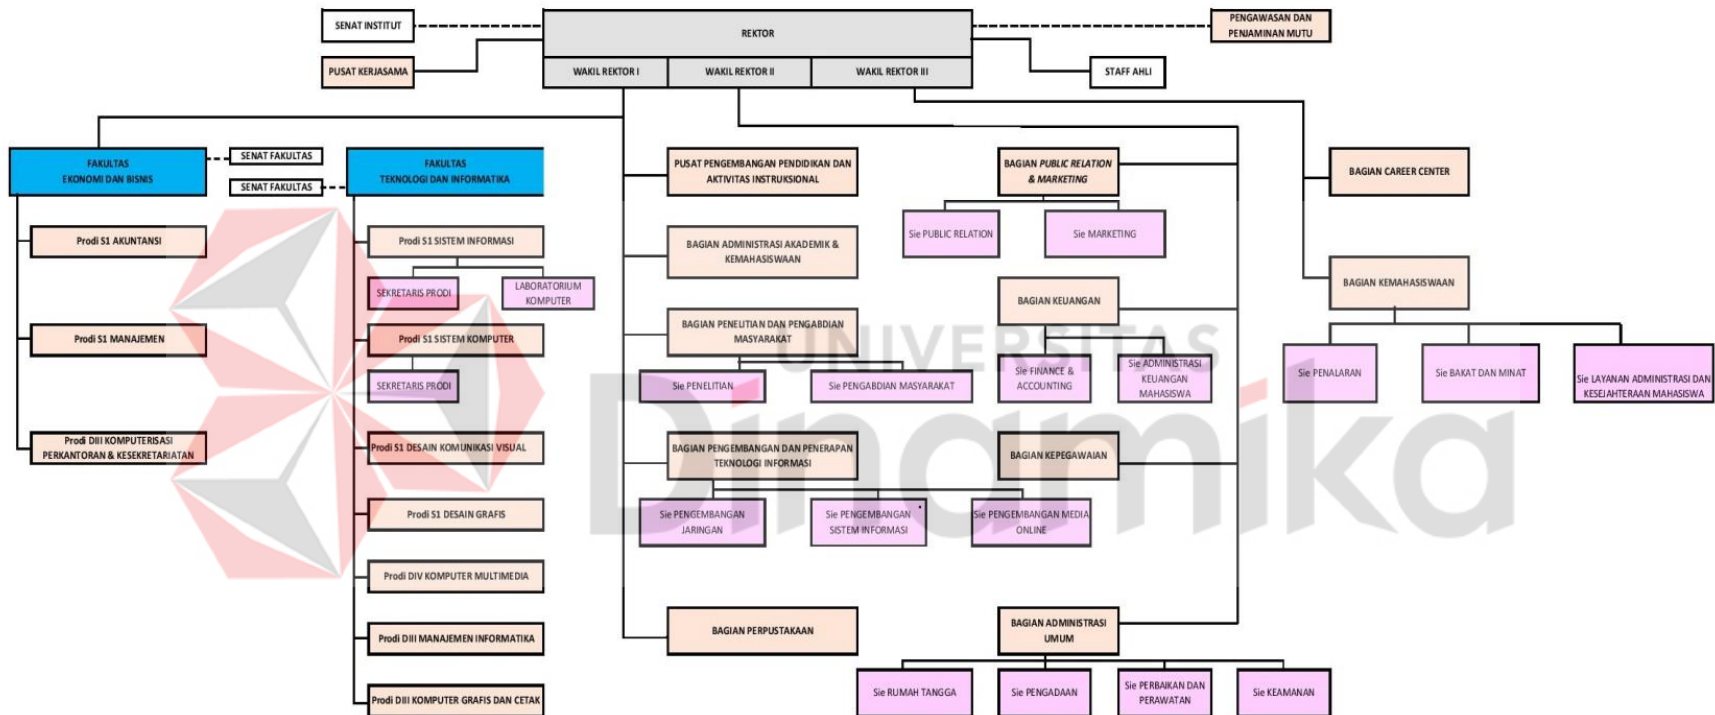 SENAT INSTITUT
REKTOR
PENGAWASAN DAN
PENJAMINAN MUTU
PUSAT KERJASAMA
WAKIL REKTOR I
WAKIL REKTOR II
WAKIL REKTOR III
STAFF AHLI
FAKULTAS
EKONOMI DAN BISNIS
SENAT FAKULTAS
SENAT FAKULTAS
FAKULTAS
TEKNOLOGI DAN INFORMATIKA
PUSAT PENGEMBANGAN PENDIDIKAN DAN
AKTIVITAS INSTRUKSIONAL
BAGIAN PUBLIC RELATION
& MARKETING
BAGIAN CAREER CENTER
Prodi S1 AKUNTANSI
Prodi S1 SISTEM INFORMASI
BAGIAN ADMINISTRASI AKADEMIK &
KEMAHASISWAAN
Sie PUBLIC RELATION
Sie MARKETING
SEKRETARIS PRODI
LABORATORIUM
KOMPUTER
BAGIAN KEUANGAN
BAGIAN KEMAHASISWAAN
Prodi S1 MANAJEMEN
Prodi S1 SISTEM KOMPUTER
BAGIAN PENELITIAN DAN PENGABDIAN
MASYARAKAT
UNIVERSITAS
Dinamika
SEKRETARIS PRODI
Sie PENELITIAN
Sie PENGABDIAN MASYARAKAT
Sie FINANCE &
ACCOUNTING
Sie ADMINISTRASI
KEUANGAN
MAHASISWA
Sie PENALARAN
Sie BAKAT DAN MINAT
Sie LAYANAN ADMINISTRASI DAN
KESEJAHTERAAN MAHASISWA
Prodi DIII KOMPUTERISASI
PERKANTORAN & KESEKRETARIATAN
Prodi S1 DESAIN KOMUNIKASI VISUAL
BAGIAN PENGEMBANGAN DAN PENERAPAN
TEKNOLOGI INFORMASI
BAGIAN KEPEGAWAIAN
Prodi S1 DESAIN GRAFIS
Sie PENGEMBANGAN
JARINGAN
Sie PENGEMBANGAN
SISTEM INFORMASI
Sie PENGEMBANGAN MEDIA
ONLINE
Prodi DIV KOMPUTER MULTIMEDIA
Prodi DIII MANAJEMEN INFORMATIKA
BAGIAN PERPUSTAKAAN
BAGIAN ADMINISTRASI
UMUM
Prodi DIII KOMPUTER GRAFIS DAN CETAK
Sie RUMAH TANGGA
Sie PENGADAAN
Sie PERBAIKAN DAN
PERAWATAN
Sie KEAMANAN